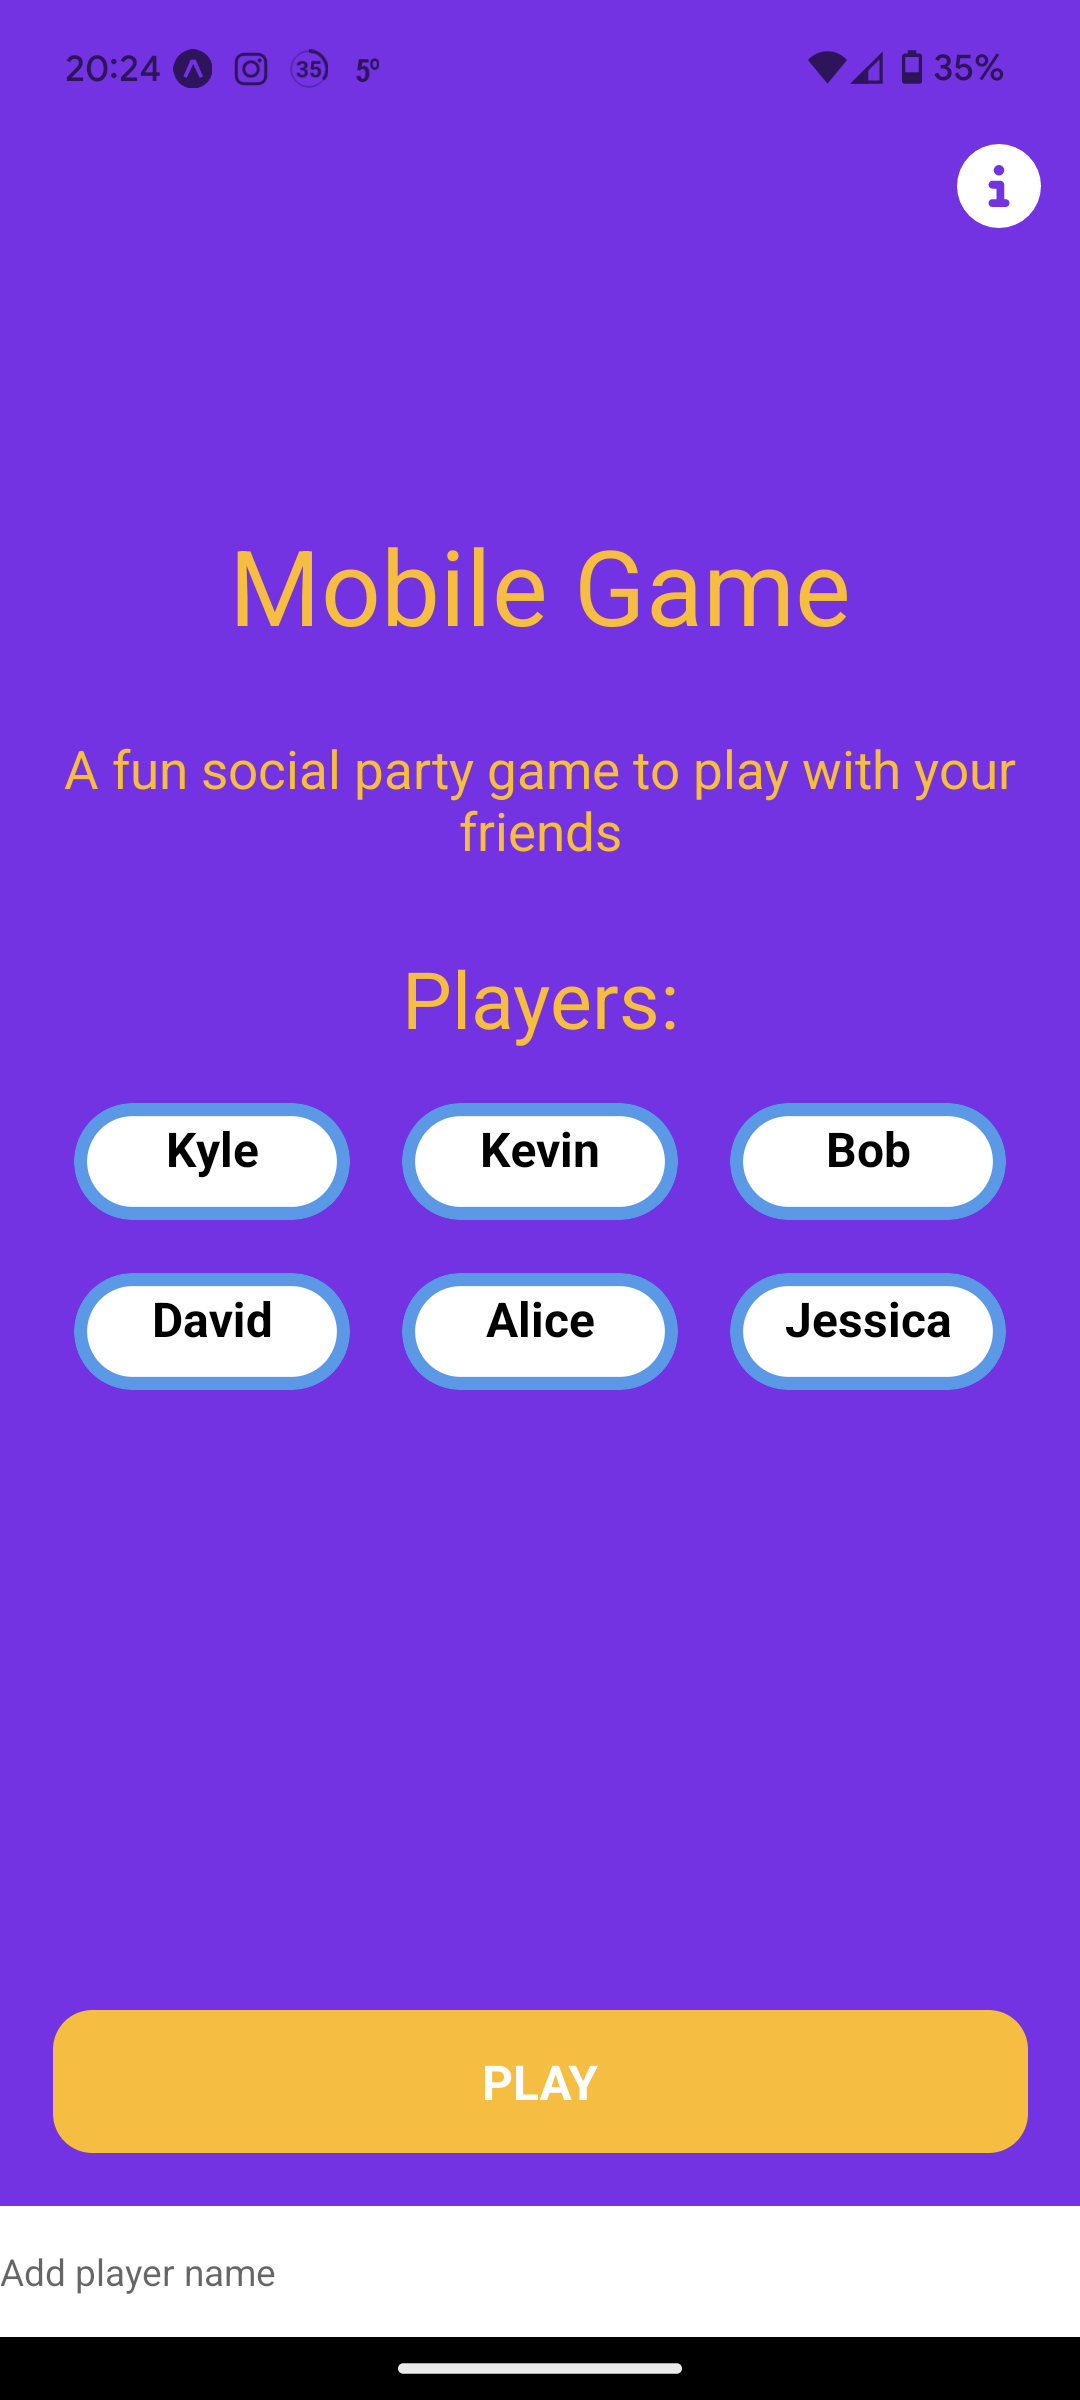 20:24 35 5º 35%
Mobile Game
A fun social party game to play with your
friends
Players:
Kyle Kevin Bob
David Alice Jessica
PLAY
Add player name